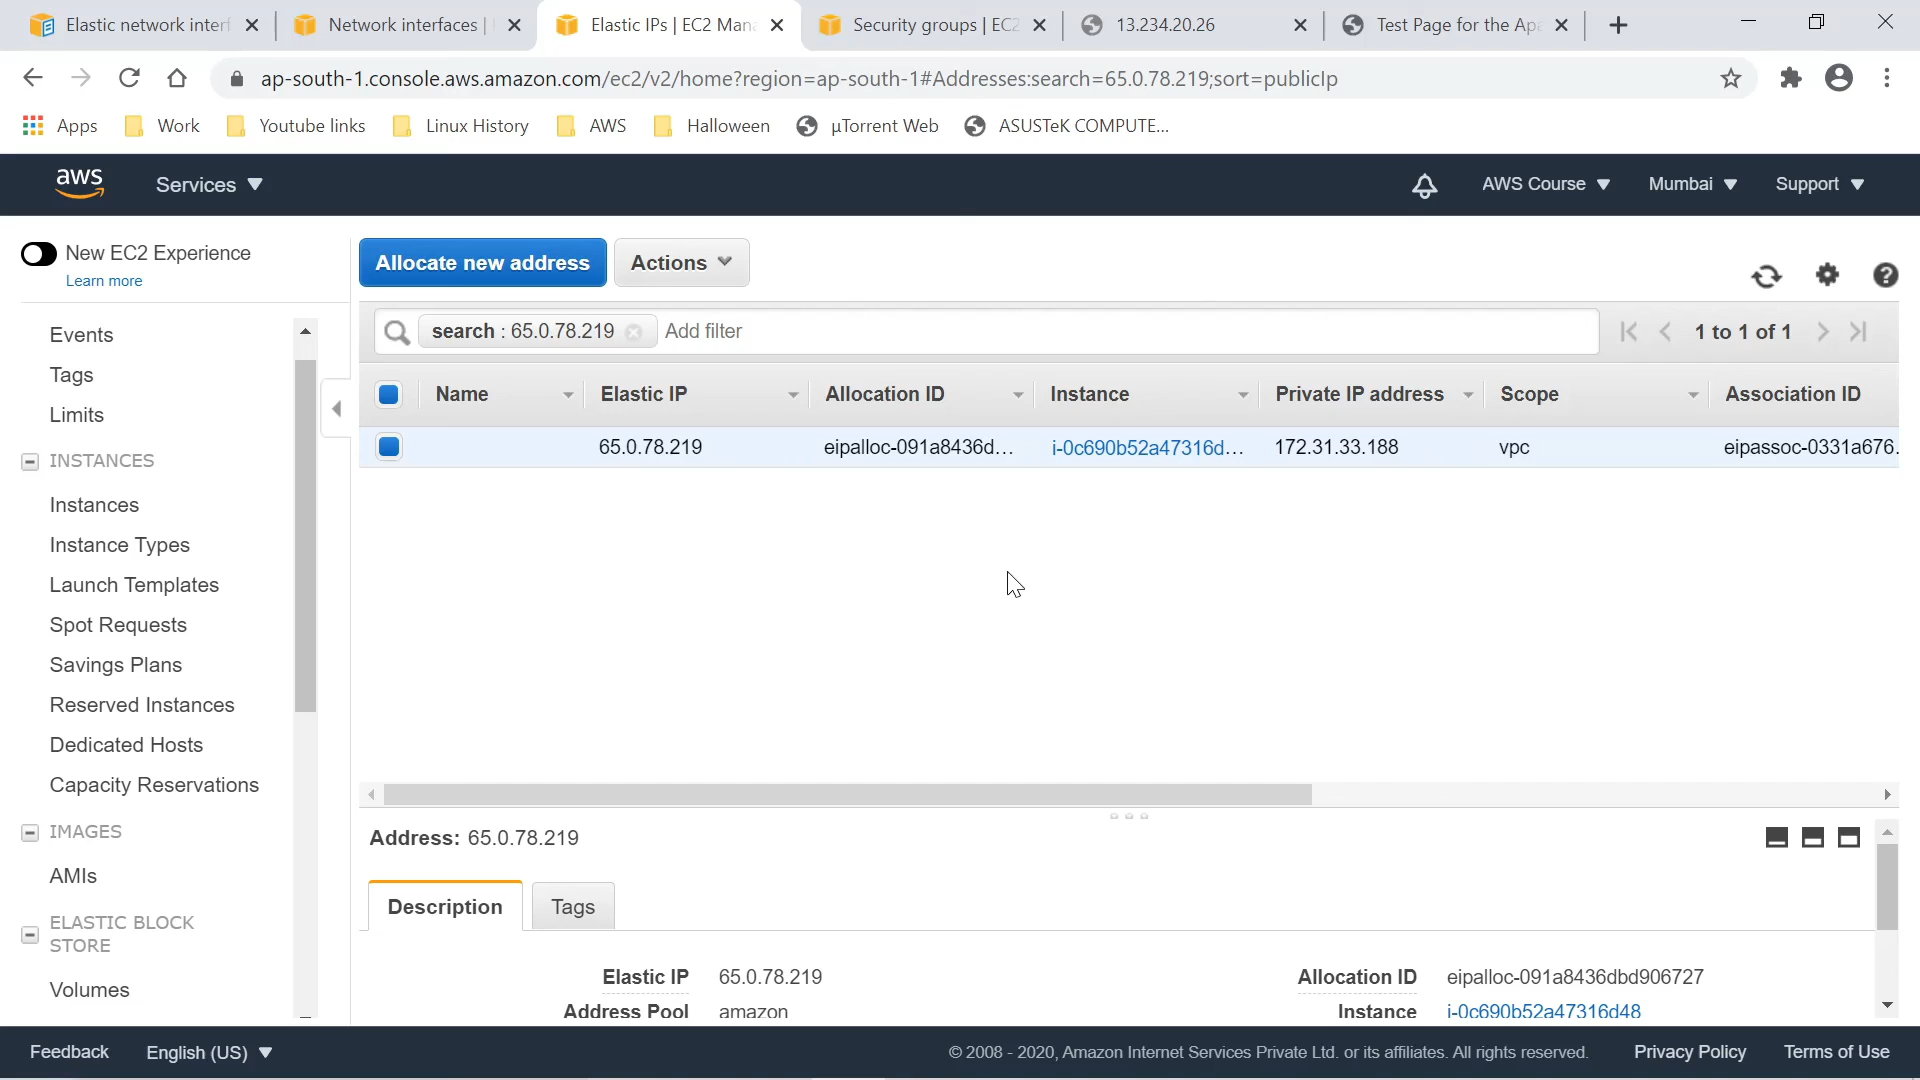 Elastic network interf
Network interfaces |
Elastic IPs | EC2 Mana
Security groups | EC2
13.234.20.26
Test Page for the Apa
ap-south-1.console.aws.amazon.com/ec2/v2/home?region=ap-south-1#Addresses:search=65.0.78.219;sort=publicIp
Apps
Work
Youtube links
Linux History
AWS
Halloween
µTorrent Web
ASUSTeK COMPUTE...
aws
Services
AWS Course
Mumbai
Support
New EC2 Experience
Learn more
Events
Tags
Limits
INSTANCES
Instances
Instance Types
Launch Templates
Spot Requests
Savings Plans
Reserved Instances
Dedicated Hosts
Capacity Reservations
IMAGES
AMIs
ELASTIC BLOCK
STORE
Volumes
Allocate new address
Actions
search : 65.0.78.219
Add filter
1 to 1 of 1
Name
Elastic IP
Allocation ID
Instance
Private IP address
Scope
Association ID
65.0.78.219
eipalloc-091a8436d...
i-0c690b52a47316d...
172.31.33.188
vpc
eipassoc-0331a676.
Address: 65.0.78.219
Description
Tags
Elastic IP 65.0.78.219
Allocation ID eipalloc-091a8436dbd906727
Address Pool amazon
Instance i-0c690b52a47316d48
Feedback
English (US)
© 2008 - 2020, Amazon Internet Services Private Ltd. or its affiliates. All rights reserved.
Privacy Policy
Terms of Use